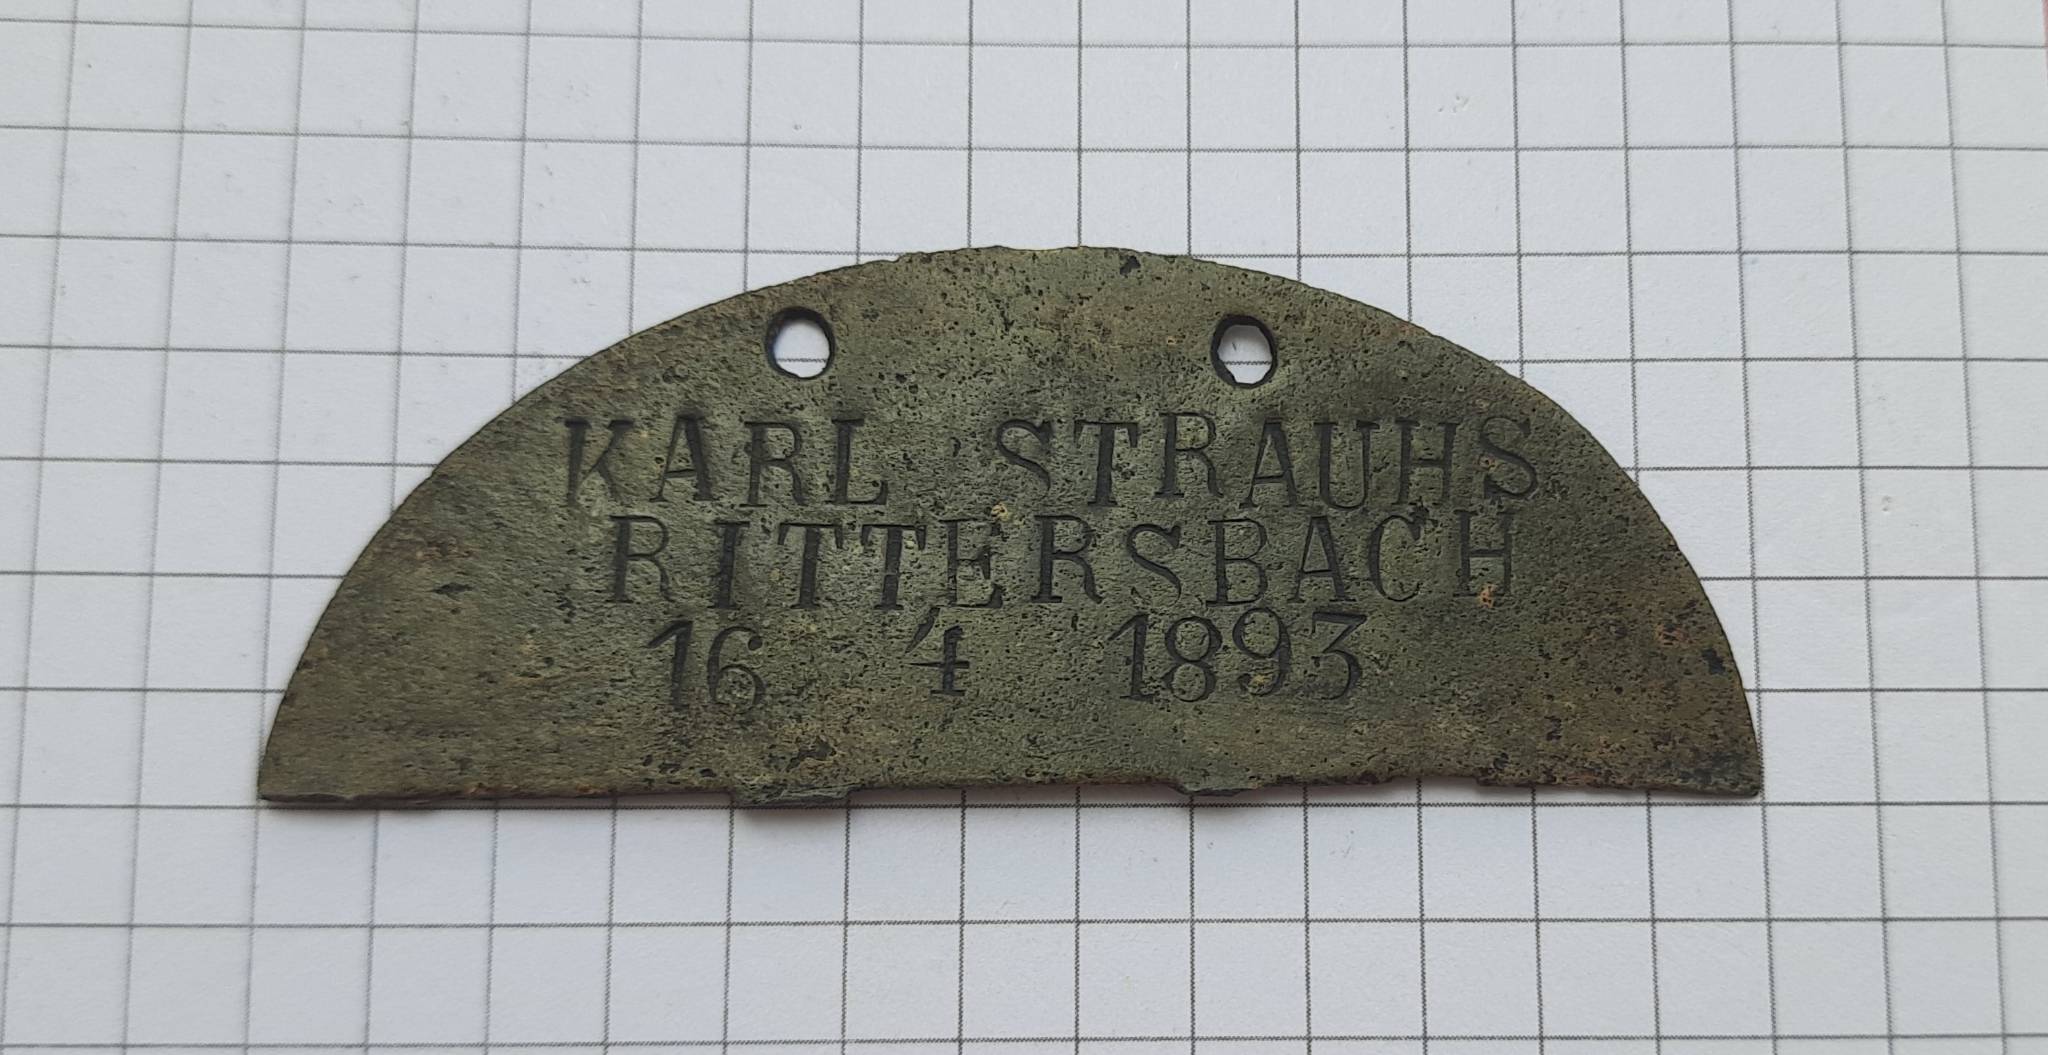 KARL STRAUHS
RITTERSBACH
16 4 1893